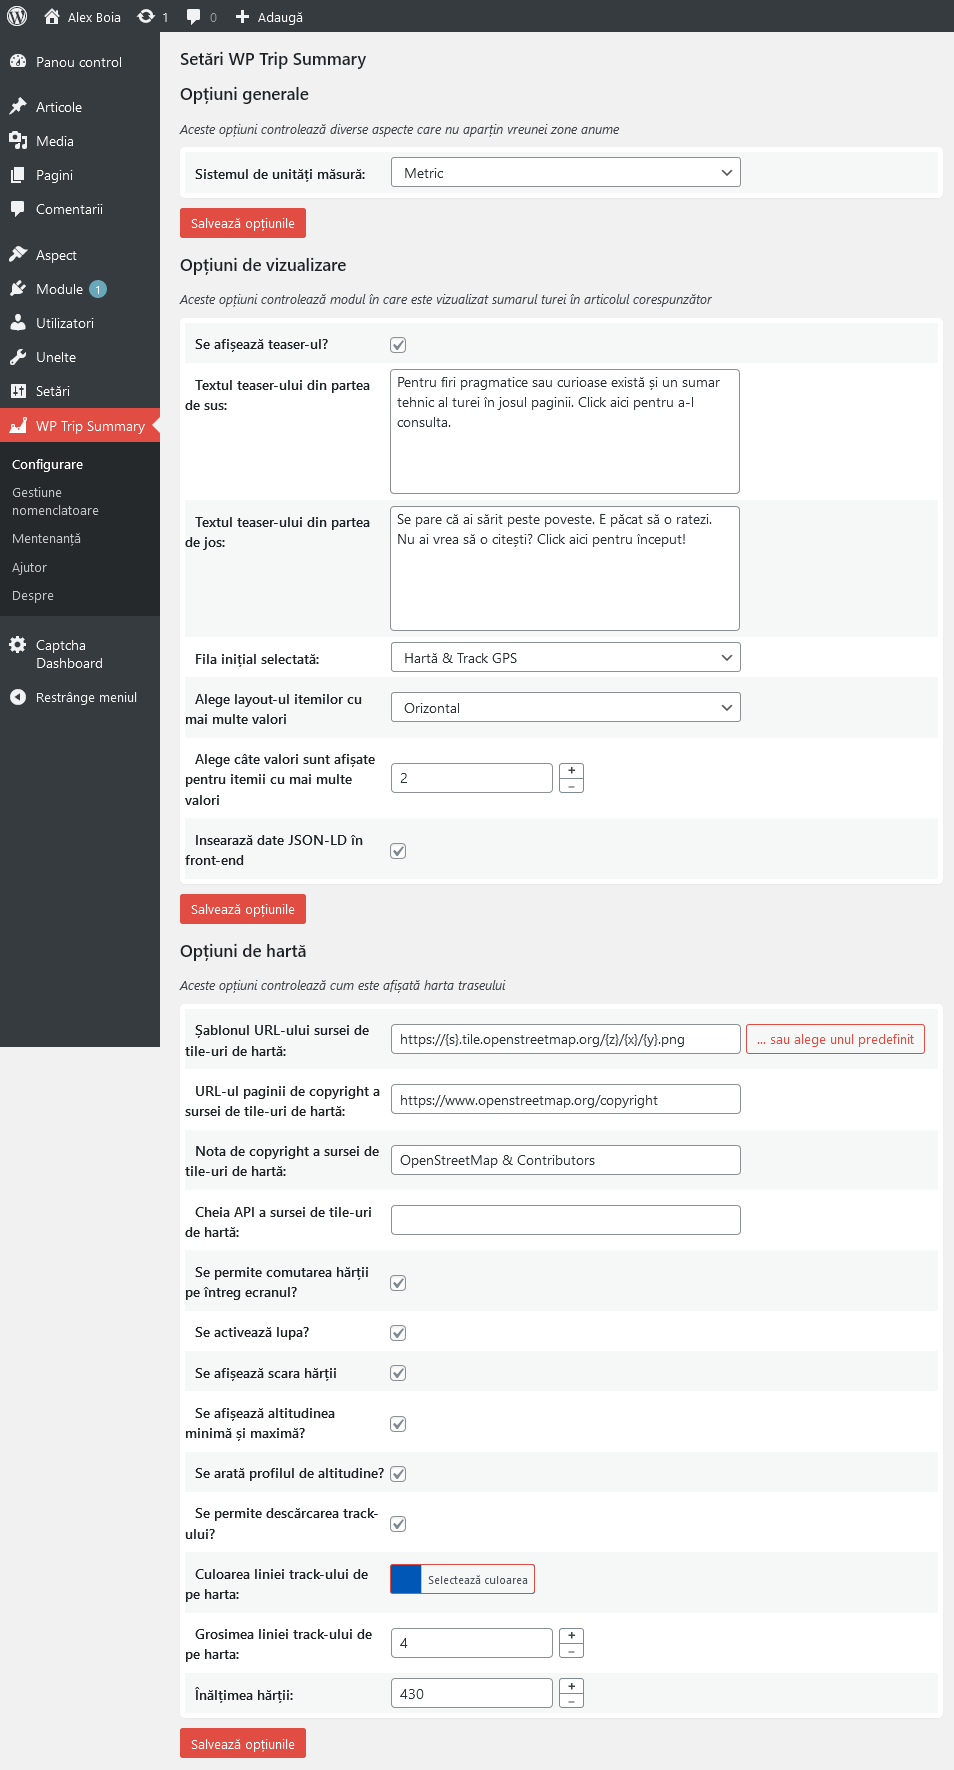 Alex Boia
1
0
Adaugă
Panou control
Articole
Media
Pagini
Comentarii
Aspect
Module 1
Utilizatori
Unelte
Setări
WP Trip Summary
Configurare
Gestiune
nomenclatoare
Mentenanță
Ajutor
Despre
Captcha
Dashboard
Restrânge meniul
Setări WP Trip Summary
Opțiuni generale
Aceste opțiuni controlează diverse aspecte care nu aparțin vreunei zone anume
Sistemul de unități măsură: Metric
Salvează opțiunile
Opțiuni de vizualizare
Aceste opțiuni controlează modul în care este vizualizat sumarul turei în articolul corespunzător
Se afișează teaser-ul?
Textul teaser-ului din partea
de sus:
Pentru firi pragmatice sau curioase există și un sumar
tehnic al turei în josul paginii. Click aici pentru a-l
consulta.
Textul teaser-ului din partea
de jos:
Se pare că ai sărit peste poveste. E păcat să o ratezi.
Nu ai vrea să o citești? Click aici pentru început!
Fila inițial selectată: Hartă & Track GPS
Alege layout-ul itemilor cu
mai multe valori
Orizontal
Alege câte valori sunt afișate
pentru itemii cu mai multe
valori
2
+
−
Insearază date JSON-LD în
front-end
Salvează opțiunile
Opțiuni de hartă
Aceste opțiuni controlează cum este afișată harta traseului
Șablonul URL-ului sursei de
tile-uri de hartă:
https://{s}.tile.openstreetmap.org/{z}/{x}/{y}.png
... sau alege unul predefinit
URL-ul paginii de copyright a
sursei de tile-uri de hartă:
https://www.openstreetmap.org/copyright
Nota de copyright a sursei de
tile-uri de hartă:
OpenStreetMap & Contributors
Cheia API a sursei de tile-uri
de hartă:
Se permite comutarea hărții
pe întreg ecranul?
Se activează lupa?
Se afișează scara hărții
Se afișează altitudinea
minimă și maximă?
Se arată profilul de altitudine?
Se permite descărcarea track-
ului?
Culoarea liniei track-ului de
pe harta:
Selectează culoarea
Grosimea liniei track-ului de
pe harta:
4
+
−
Înălțimea hărții: 430
+
−
Salvează opțiunile